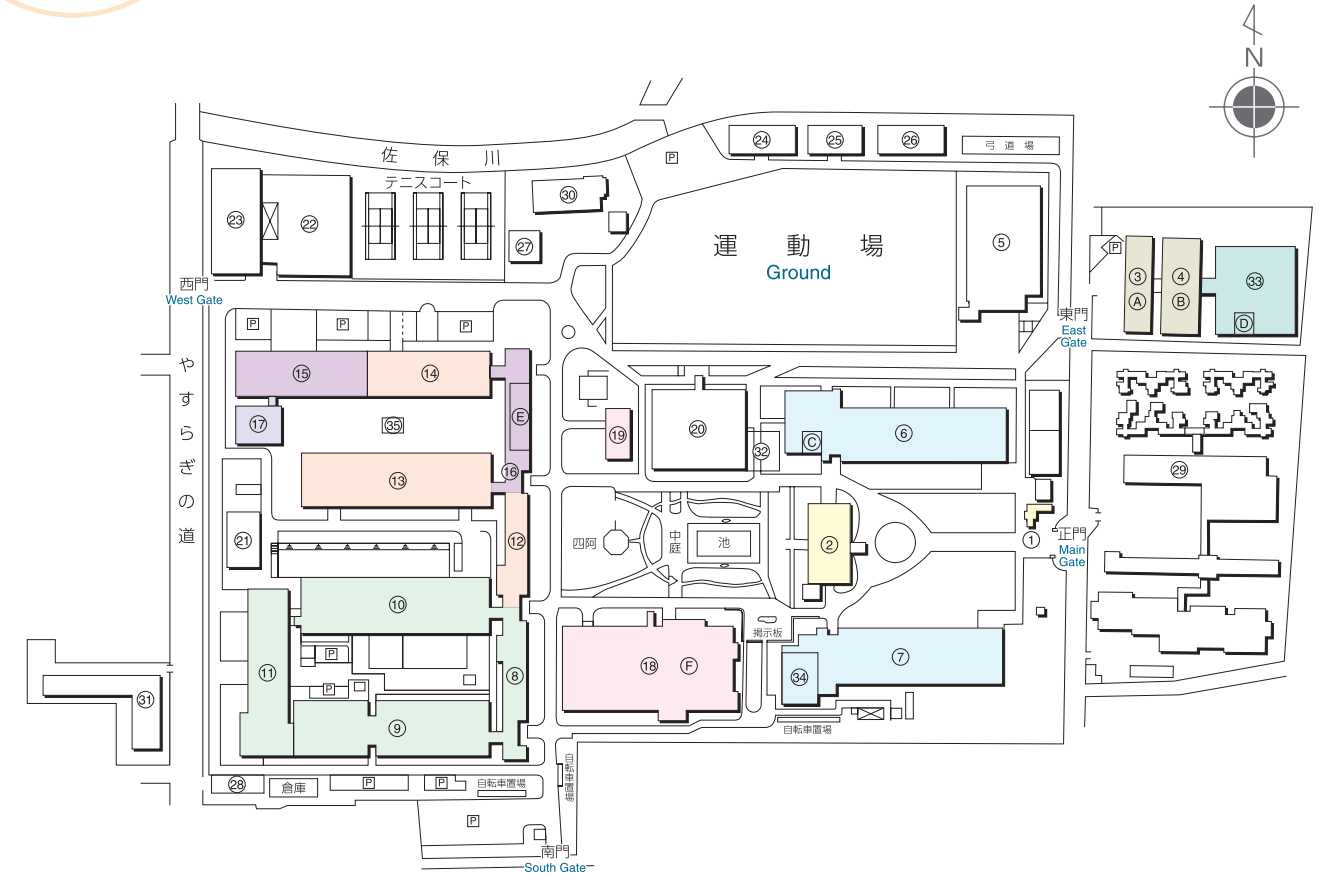 N
佐保川
テニスコート
24
25
26
弓道場
P
23
22
30
27
運動場
Ground
5
3
A
4
B
33
D
西門
West Gate
東門
East
Gate
P
P
P
P
やすらぎの道
15
14
E
17
35
19
20
32
C
6
16
13
29
21
12
四阿
中庭
池
2
1
正門
Main
Gate
10
掲示板
18
F
7
11
P
8
34
P
31
9
自転車置場
28
倉庫
P
P
自転車置場
自転車置場
P
南門
South Gate